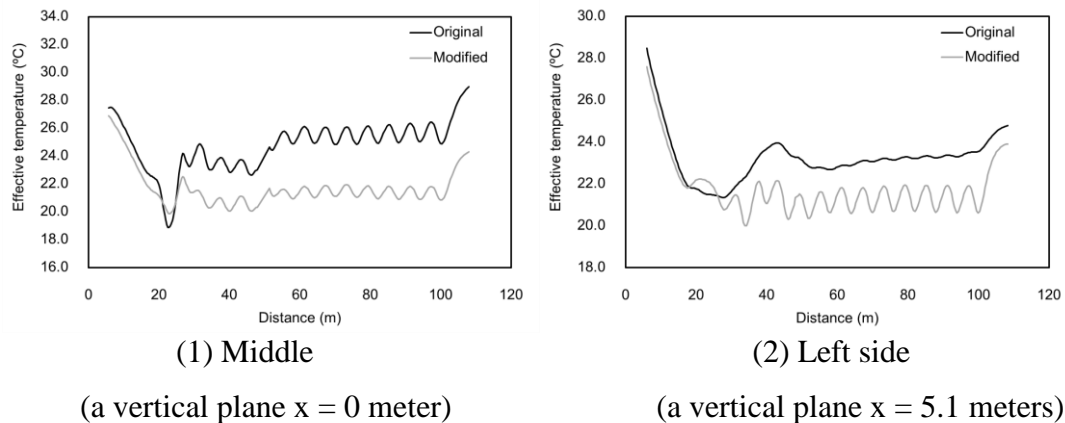 34.0
32.0
30.0
28.0
26.0
24.0
22.0
20.0
18.0
16.0
Effective temperature (ºC)
Original
Modified
0 20 40 60 80 100 120
Distance (m)
(1) Middle
(a vertical plane x = 0 meter)
30.0
28.0
26.0
24.0
22.0
20.0
18.0
Effective temperature (ºC)
Original
Modified
0 20 40 60 80 100 120
Distance (m)
(2) Left side
(a vertical plane x = 5.1 meters)